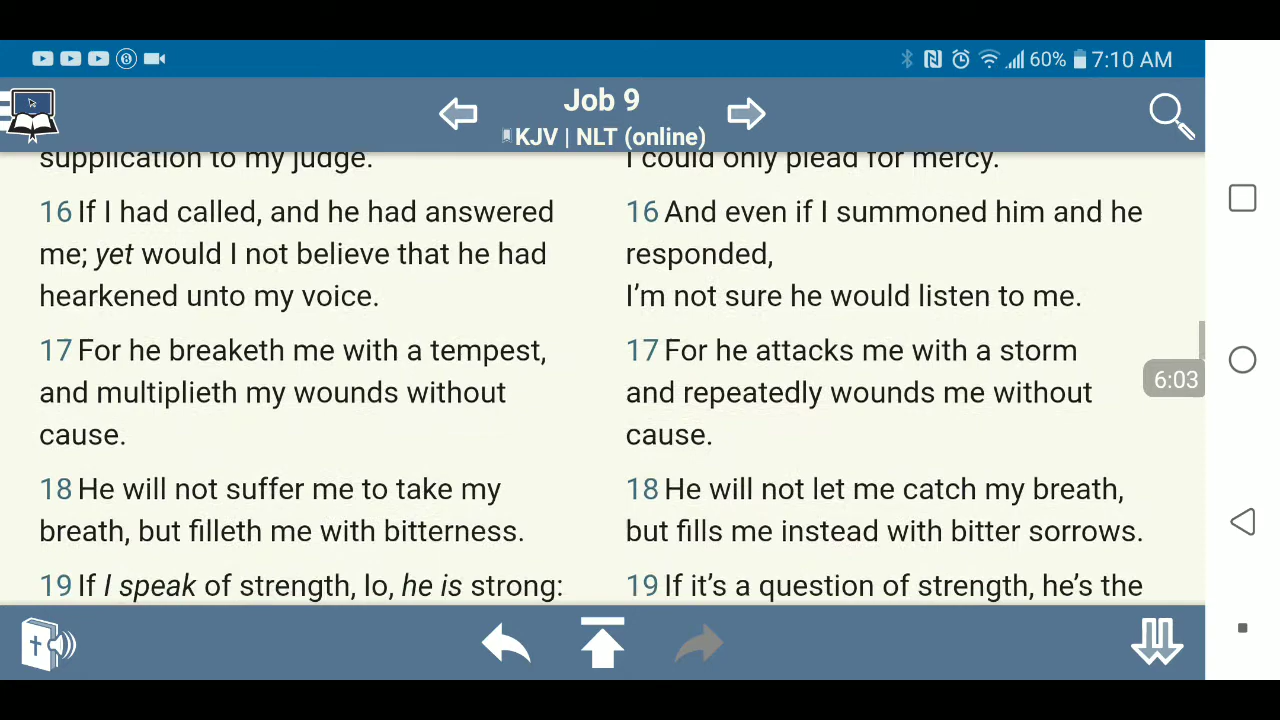 60% 7:10 AM
Job 9
KJV | NLT (online)
supplication to my judge.
16 If I had called, and he had answered
me; yet would I not believe that he had
hearkened unto my voice.
17 For he breaketh me with a tempest,
and multiplieth my wounds without
cause.
18 He will not suffer me to take my
breath, but filleth me with bitterness.
19 If I speak of strength, lo, he is strong:
I could only plead for mercy.
16 And even if I summoned him and he
responded,
I’m not sure he would listen to me.
17 For he attacks me with a storm
and repeatedly wounds me without
cause.
18 He will not let me catch my breath,
but fills me instead with bitter sorrows.
19 If it’s a question of strength, he’s the
6:03